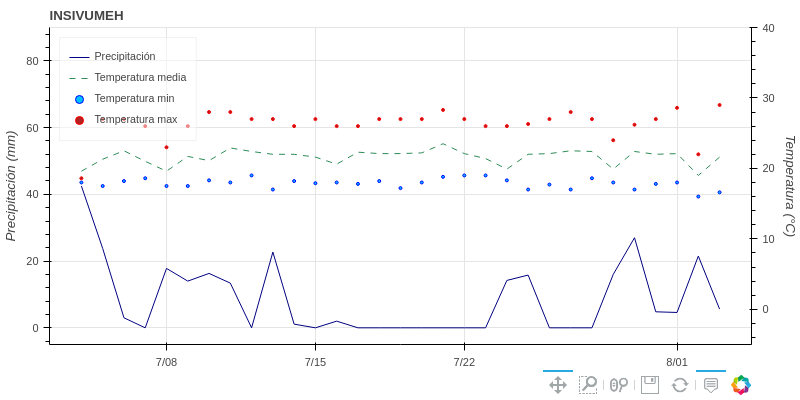 INSIVUMEH
Precipitación
Temperatura media
Temperatura min
Temperatura max
Precipitación (mm)
80
60
40
20
0
Temperatura (°C)
40
30
20
10
0
7/08
7/15
7/22
8/01